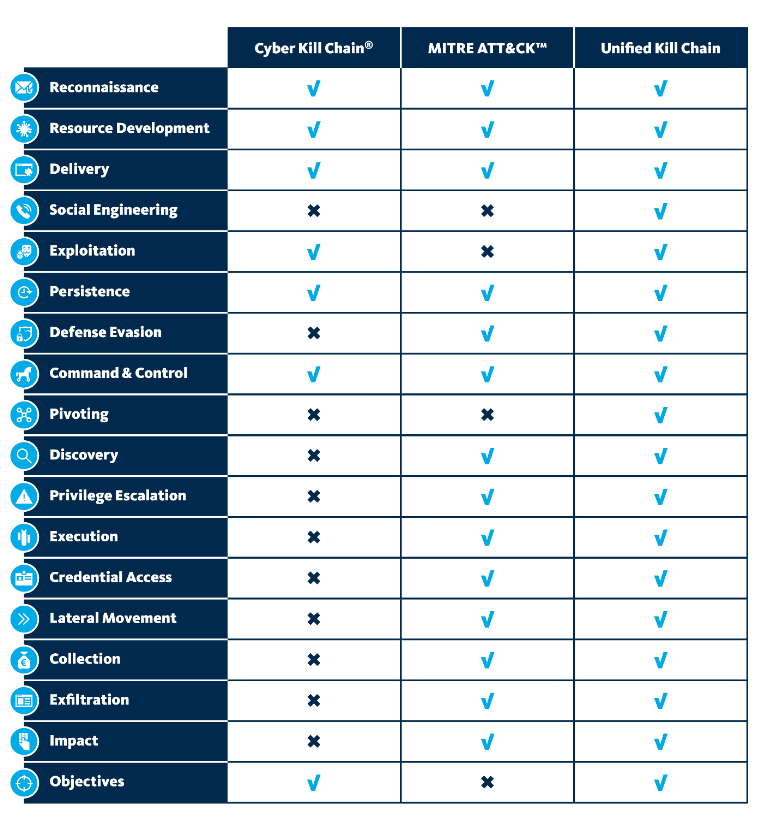 Cyber Kill Chain® MITRE ATT&CK™ Unified Kill Chain
Reconnaissance √ √ √
Resource Development √ √ √
Delivery √ √ √
Social Engineering ✖ ✖ √
Exploitation √ ✖ √
Persistence √ √ √
Defense Evasion ✖ √ √
Command & Control √ √ √
Pivoting ✖ ✖ √
Discovery ✖ √ √
Privilege Escalation ✖ √ √
Execution ✖ √ √
Credential Access ✖ √ √
Lateral Movement ✖ √ √
Collection ✖ √ √
Exfiltration ✖ √ √
Impact ✖ √ √
Objectives √ ✖ √